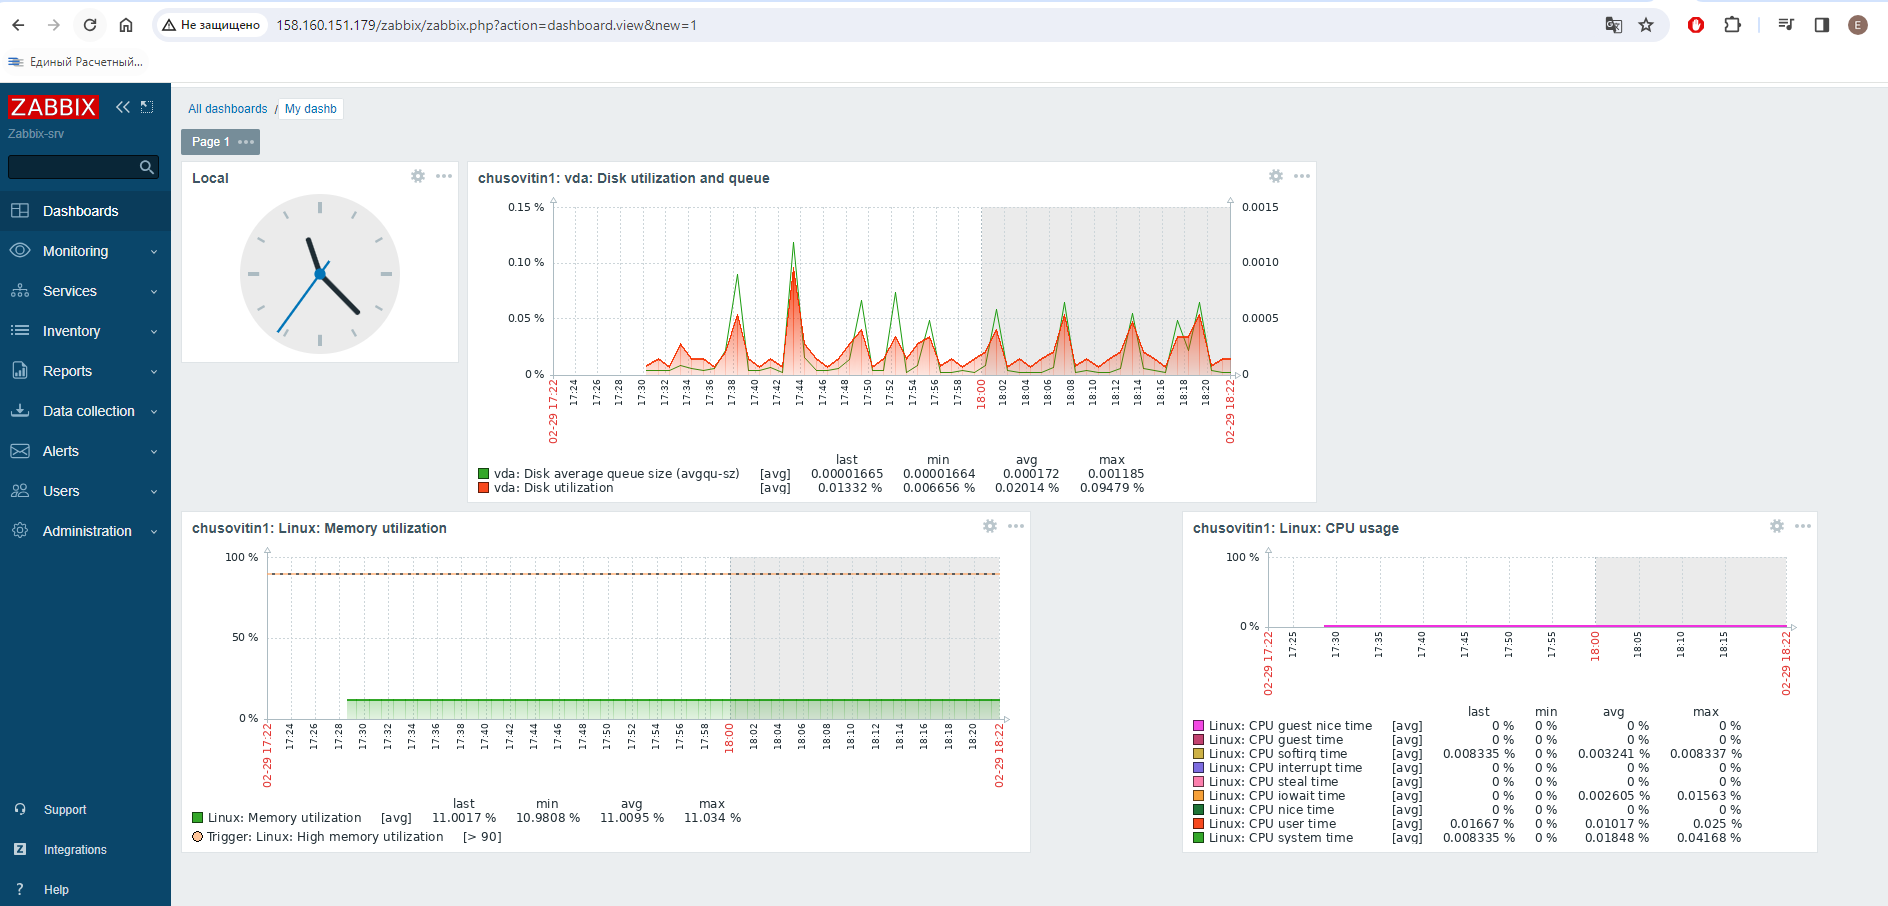 Не защищено 158.160.151.179/zabbix/zabbix.php?action=dashboard.view&new=1
E
Единый Расчетный...
ZABBIX
Zabbix-srv
Dashboards
Monitoring
Services
Inventory
Reports
Data collection
Alerts
Users
Administration
Support
Integrations
Help
All dashboards / My dashb
Page 1
Local
chusovitin1: vda: Disk utilization and queue
0.15 % 0.0015
0.10 % 0.0010
0.05 % 0.0005
0 % 0
02-29 17:22 17:24 17:26 17:28 17:30 17:32 17:34 17:36 17:38 17:40 17:42 17:44 17:46 17:48 17:50 17:52 17:54 17:56 17:58 18:00 18:02 18:04 18:06 18:08 18:10 18:12 18:14 18:16 18:18 18:20 02-29 18:22
last min avg max
vda: Disk average queue size (avgqu-sz) [avg] 0.00001665 0.00001664 0.000172 0.001185
vda: Disk utilization [avg] 0.01332 % 0.006656 % 0.02014 % 0.09479 %
chusovitin1: Linux: Memory utilization
100 %
50 %
0 %
02-29 17:22 17:24 17:26 17:28 17:30 17:32 17:34 17:36 17:38 17:40 17:42 17:44 17:46 17:48 17:50 17:52 17:54 17:56 17:58 18:00 18:02 18:04 18:06 18:08 18:10 18:12 18:14 18:16 18:18 18:20 02-29 18:22
last min avg max
Linux: Memory utilization [avg] 11.0017 % 10.9808 % 11.0095 % 11.034 %
Trigger: Linux: High memory utilization [> 90]
chusovitin1: Linux: CPU usage
100 %
0 %
02-29 17:22 17:25 17:30 17:35 17:40 17:45 17:50 17:55 18:00 18:05 18:10 18:15 02-29 18:22
last min avg max
Linux: CPU guest nice time [avg] 0 % 0 % 0 % 0 %
Linux: CPU guest time [avg] 0 % 0 % 0 % 0 %
Linux: CPU softirq time [avg] 0.008335 % 0 % 0.003241 % 0.008337 %
Linux: CPU interrupt time [avg] 0 % 0 % 0 % 0 %
Linux: CPU steal time [avg] 0 % 0 % 0 % 0 %
Linux: CPU iowait time [avg] 0 % 0 % 0.002605 % 0.01563 %
Linux: CPU nice time [avg] 0 % 0 % 0 % 0 %
Linux: CPU user time [avg] 0.01667 % 0 % 0.01017 % 0.025 %
Linux: CPU system time [avg] 0.008335 % 0 % 0.01848 % 0.04168 %